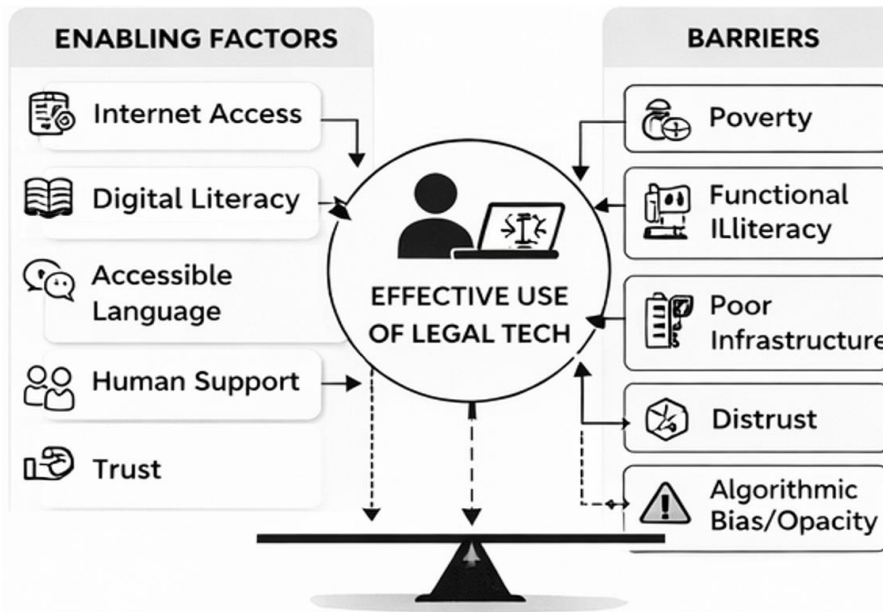 ENABLING FACTORS
Internet Access
Digital Literacy
Accessible
Language
Human Support
Trust
EFFECTIVE USE
OF LEGAL TECH
BARRIERS
Poverty
Functional
ILliteracy
Poor
Infrastructure
Distrust
Algorithmic
Bias/Opacity